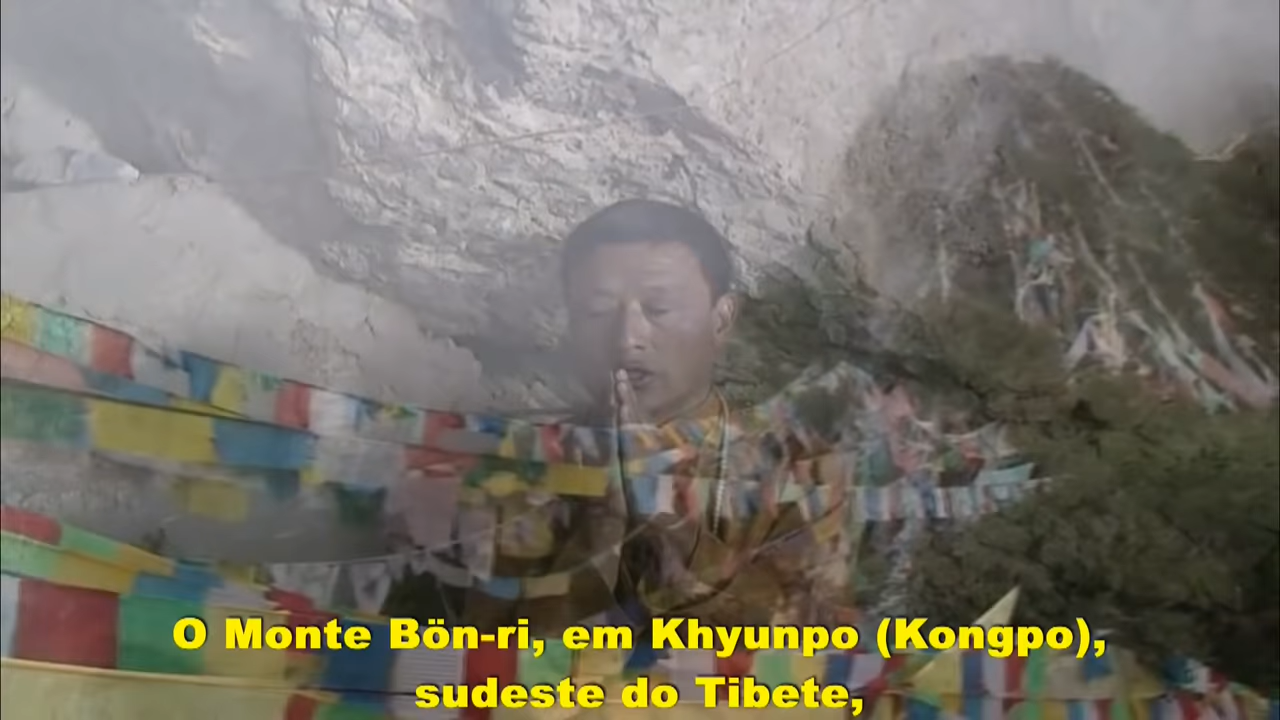 O Monte Bön-ri, em Khyunpo (Kongpo),
sudeste do Tibete,